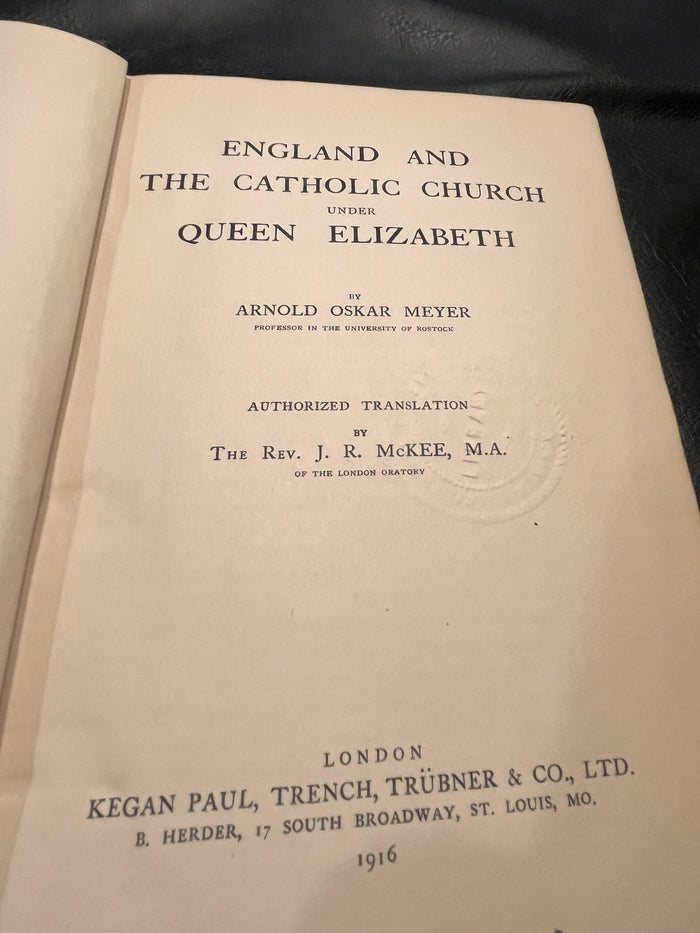 ENGLAND AND
THE CATHOLIC CHURCH
UNDER
QUEEN ELIZABETH
BY
ARNOLD OSKAR MEYER
PROFESSOR IN THE UNIVERSITY OF ROSTOCK
AUTHORIZED TRANSLATION
BY
THE REV. J. R. McKEE, M.A.
OF THE LONDON ORATORY
LONDON
KEGAN PAUL, TRENCH, TRÜBNER & CO., LTD.
B. HERDER, 17 SOUTH BROADWAY, ST. LOUIS, MO.
1916